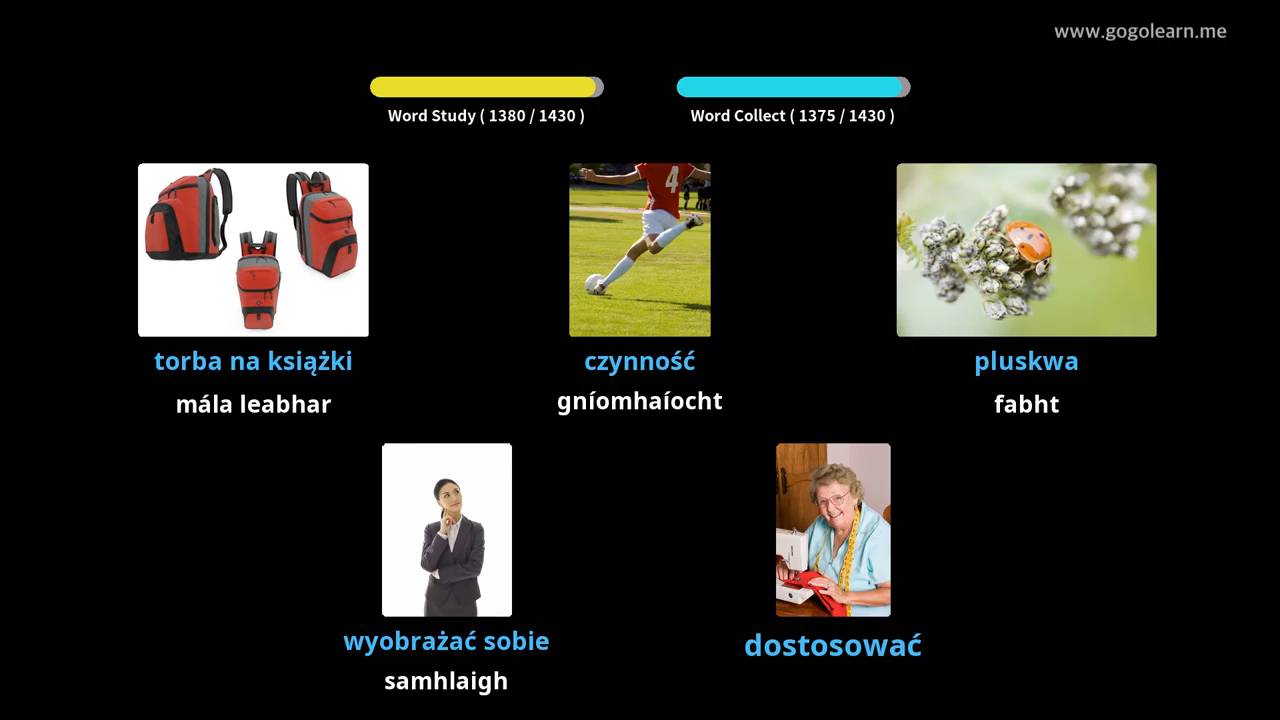 www.gogolearn.me
Word Study ( 1380 / 1430 )
Word Collect ( 1375 / 1430 )
4
torba na książki
czynność
pluskwa
mála leabhar
gníomhaíocht
fabht
wyobrażać sobie
dostosować
samhlaigh